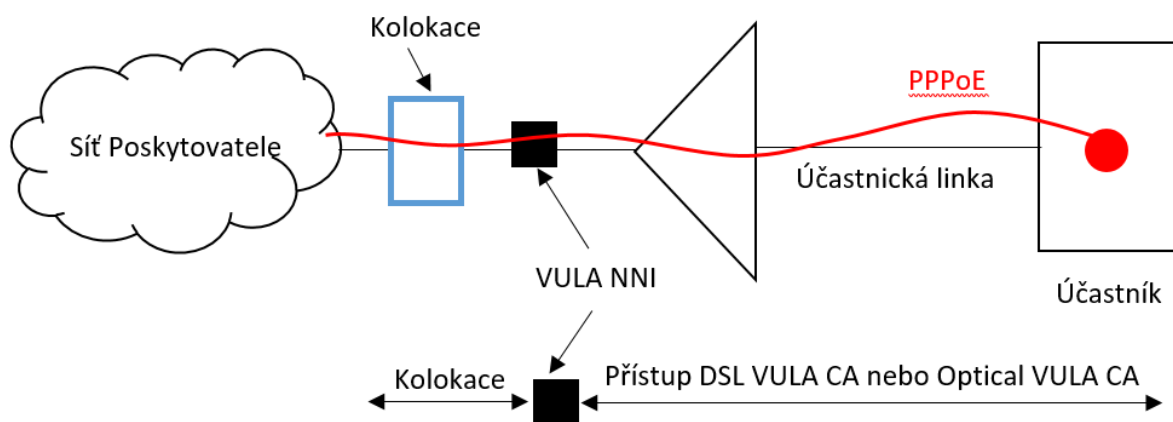 Kolokace
PPPoE
Síť Poskytovatele
Účastnická linka
VULA NNI
Účastník
Kolokace
Přístup DSL VULA CA nebo Optical VULA CA